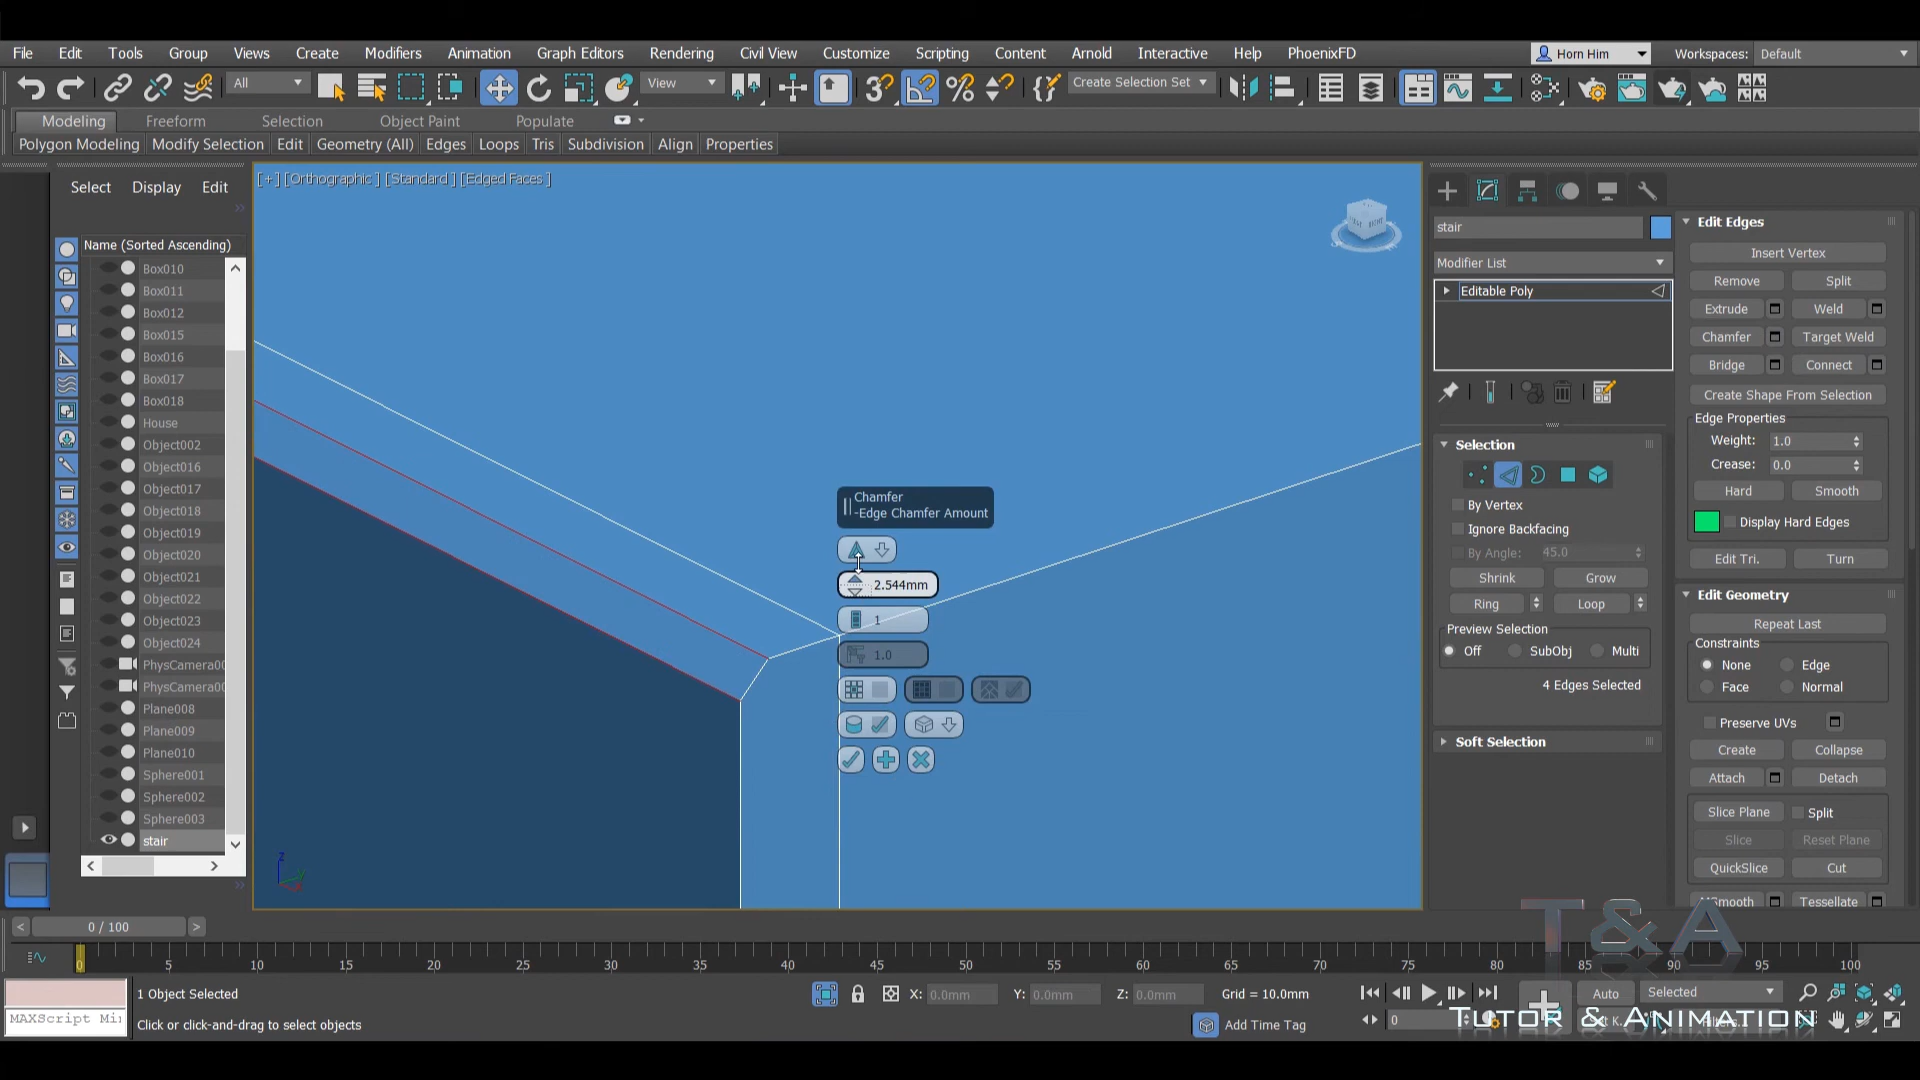 File Edit Tools Group Views Create Modifiers Animation Graph Editors Rendering Civil View Customize Scripting Content Arnold Interactive Help PhoenixFD Horn Him Workspaces: Default
All View Create Selection Set
Modeling Freeform Selection Object Paint Populate
Polygon Modeling Modify Selection Edit Geometry (All) Edges Loops Tris Subdivision Align Properties
Select Display Edit
[+] [Orthographic ] [Standard ] [Edged Faces ]
Name (Sorted Ascending)
Box010
Box011
Box012
Box015
Box016
Box017
Box018
House
Object002
Object016
Object017
Object018
Object019
Object020
Object021
Object022
Object023
Object024
PhysCamera00
PhysCamera00
Plane008
Plane009
Plane010
Sphere001
Sphere002
Sphere003
stair
Chamfer
-Edge Chamfer Amount
2.544mm
1
1.0
stair
Modifier List
Editable Poly
Selection
By Vertex
Ignore Backfacing
By Angle: 45.0
Shrink Grow
Ring Loop
Preview Selection
Off SubObj Multi
4 Edges Selected
Soft Selection
Edit Edges
Insert Vertex
Remove Split
Extrude Weld
Chamfer Target Weld
Bridge Connect
Create Shape From Selection
Edge Properties
Weight: 1.0
Crease: 0.0
Hard Smooth
Display Hard Edges
Edit Tri. Turn
Edit Geometry
Repeat Last
Constraints
None Edge
Face Normal
Preserve UVs
Create Collapse
Attach Detach
Slice Plane Split
Slice Reset Plane
QuickSlice Cut
MSmooth Tessellate
T&A
< 0 / 100 >
0 5 10 15 20 25 30 35 40 45 50 55 60 65 70 75 80 85 90 95 100
1 Object Selected X: 0.0mm Y: 0.0mm Z: 0.0mm Grid = 10.0mm Auto Selected
MAXScript Mi
Click or click-and-drag to select objects
Add Time Tag
0
Tutor & Animation